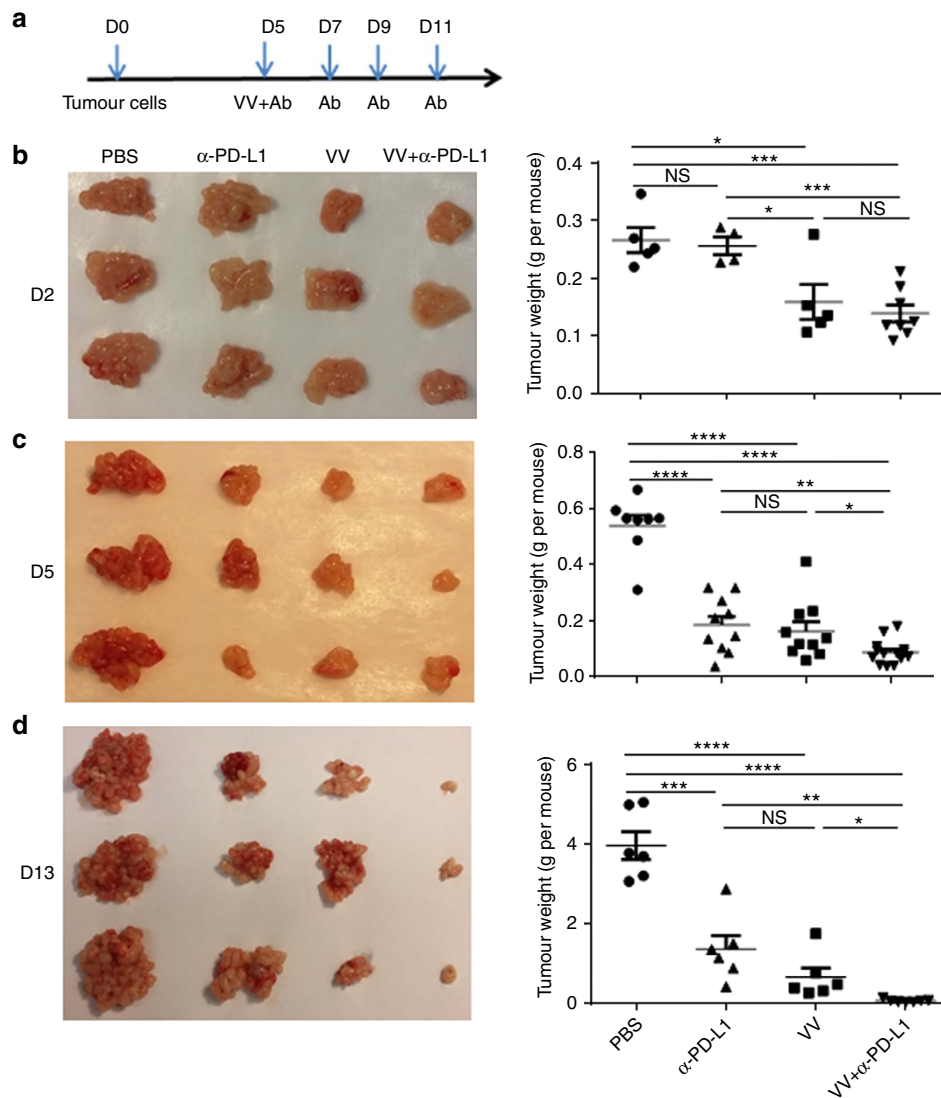 a
D0 D5 D7 D9 D11
Tumour cells VV+Ab Ab Ab Ab
b
PBS α-PD-L1 VV VV+α-PD-L1
D2
Tumour weight (g per mouse)
0.4
0.3
0.2
0.1
0.0
*
***
NS
***
*
NS
c
D5
Tumour weight (g per mouse)
0.8
0.6
0.4
0.2
0.0
****
****
****
**
NS
*
d
D13
Tumour weight (g per mouse)
6
4
2
0
****
****
***
**
NS
*
PBS
α-PD-L1
VV
VV+α-PD-L1